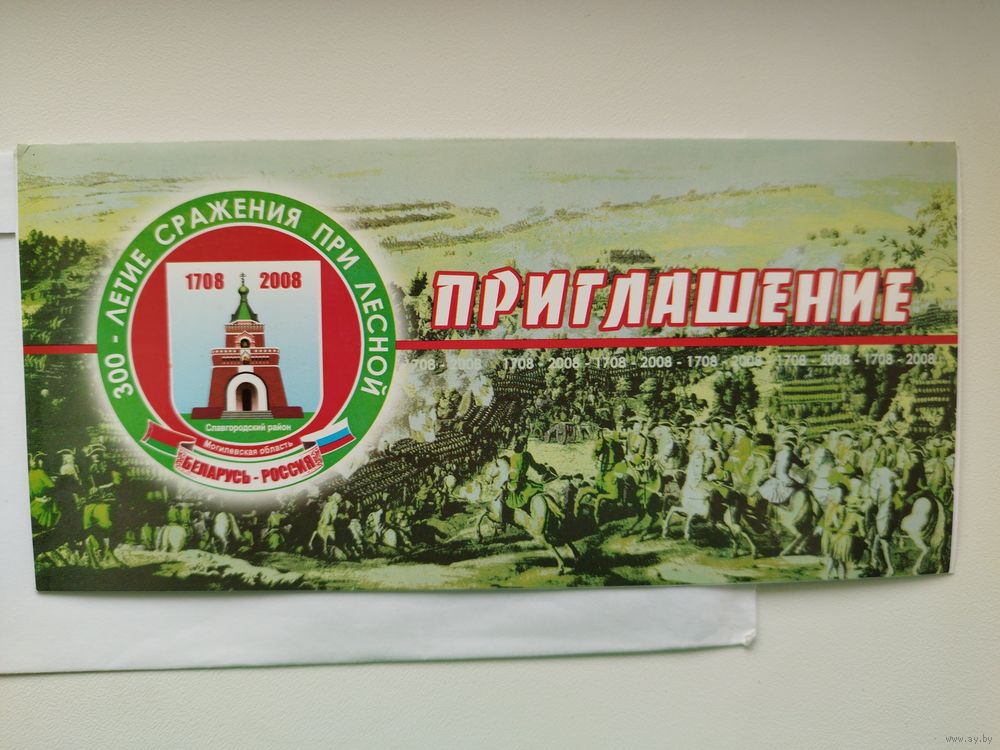 300 - ЛЕТИЕ СРАЖЕНИЯ ПРИ ЛЕСНОЙ
1708 2008
Славгородский район
Могилевская область
БЕЛАРУСЬ - РОССИЯ
ПРИГЛАШЕНИЕ
1708 - 2008 - 1708 - 2008 - 1708 - 2008 - 1708 - 2008 - 1708 - 2008 - 1708 - 2008
www.ay.by